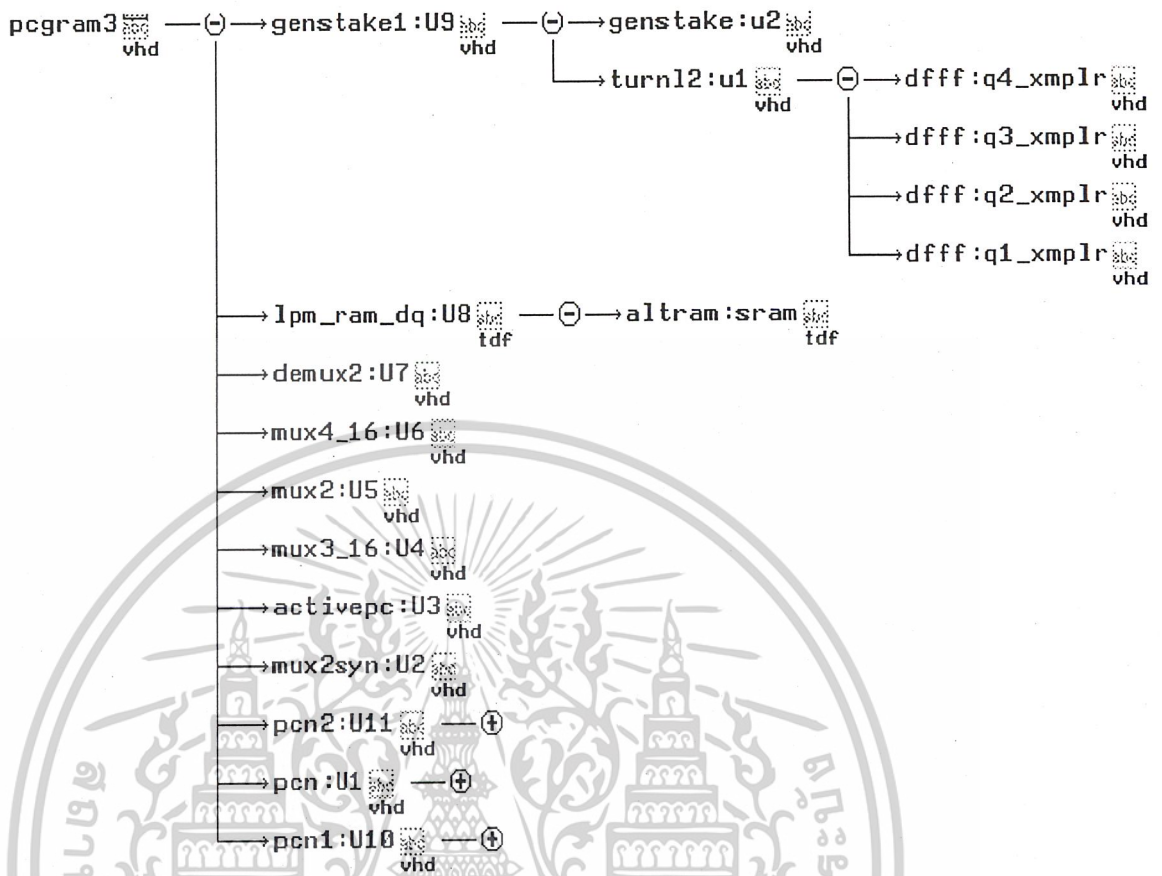 pcgram3 vhd genstake1:U9 vhd genstake:u2 vhd
turnl2:u1 vhd dfff:q4_xmplr vhd
dfff:q3_xmplr vhd
dfff:q2_xmplr vhd
dfff:q1_xmplr vhd
lpm_ram_dq:U8 tdf altram:sram tdf
demux2:U7 vhd
mux4_16:U6 vhd
mux2:U5 vhd
mux3_16:U4 vhd
activepc:U3 vhd
mux2syn:U2 vhd
pcn2:U11 vhd
pcn:U1 vhd
pcn1:U10 vhd